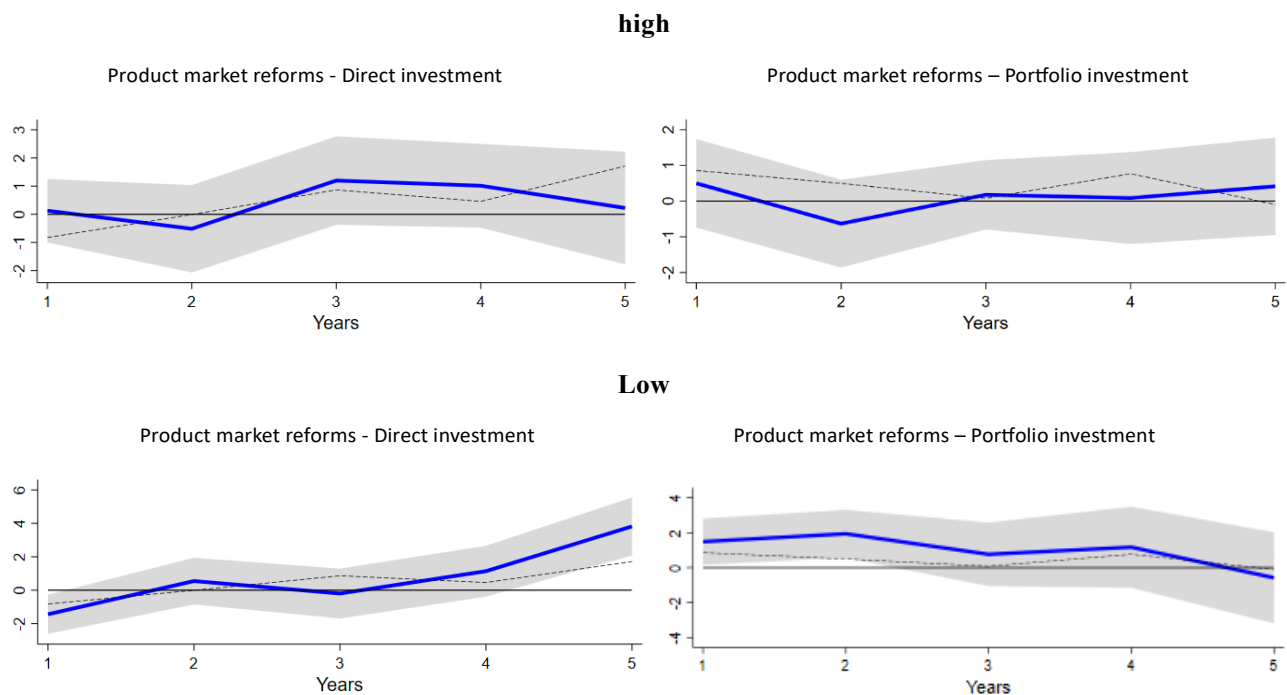 high
Product market reforms - Direct investment
Product market reforms – Portfolio investment
3
2
1
0
-1
-2
1 2 3 4 5
Years
2
1
0
-1
-2
1 2 3 4 5
Years
Low
Product market reforms - Direct investment
Product market reforms – Portfolio investment
6
4
2
0
-2
1 2 3 4 5
Years
4
2
0
-2
-4
1 2 3 4 5
Years